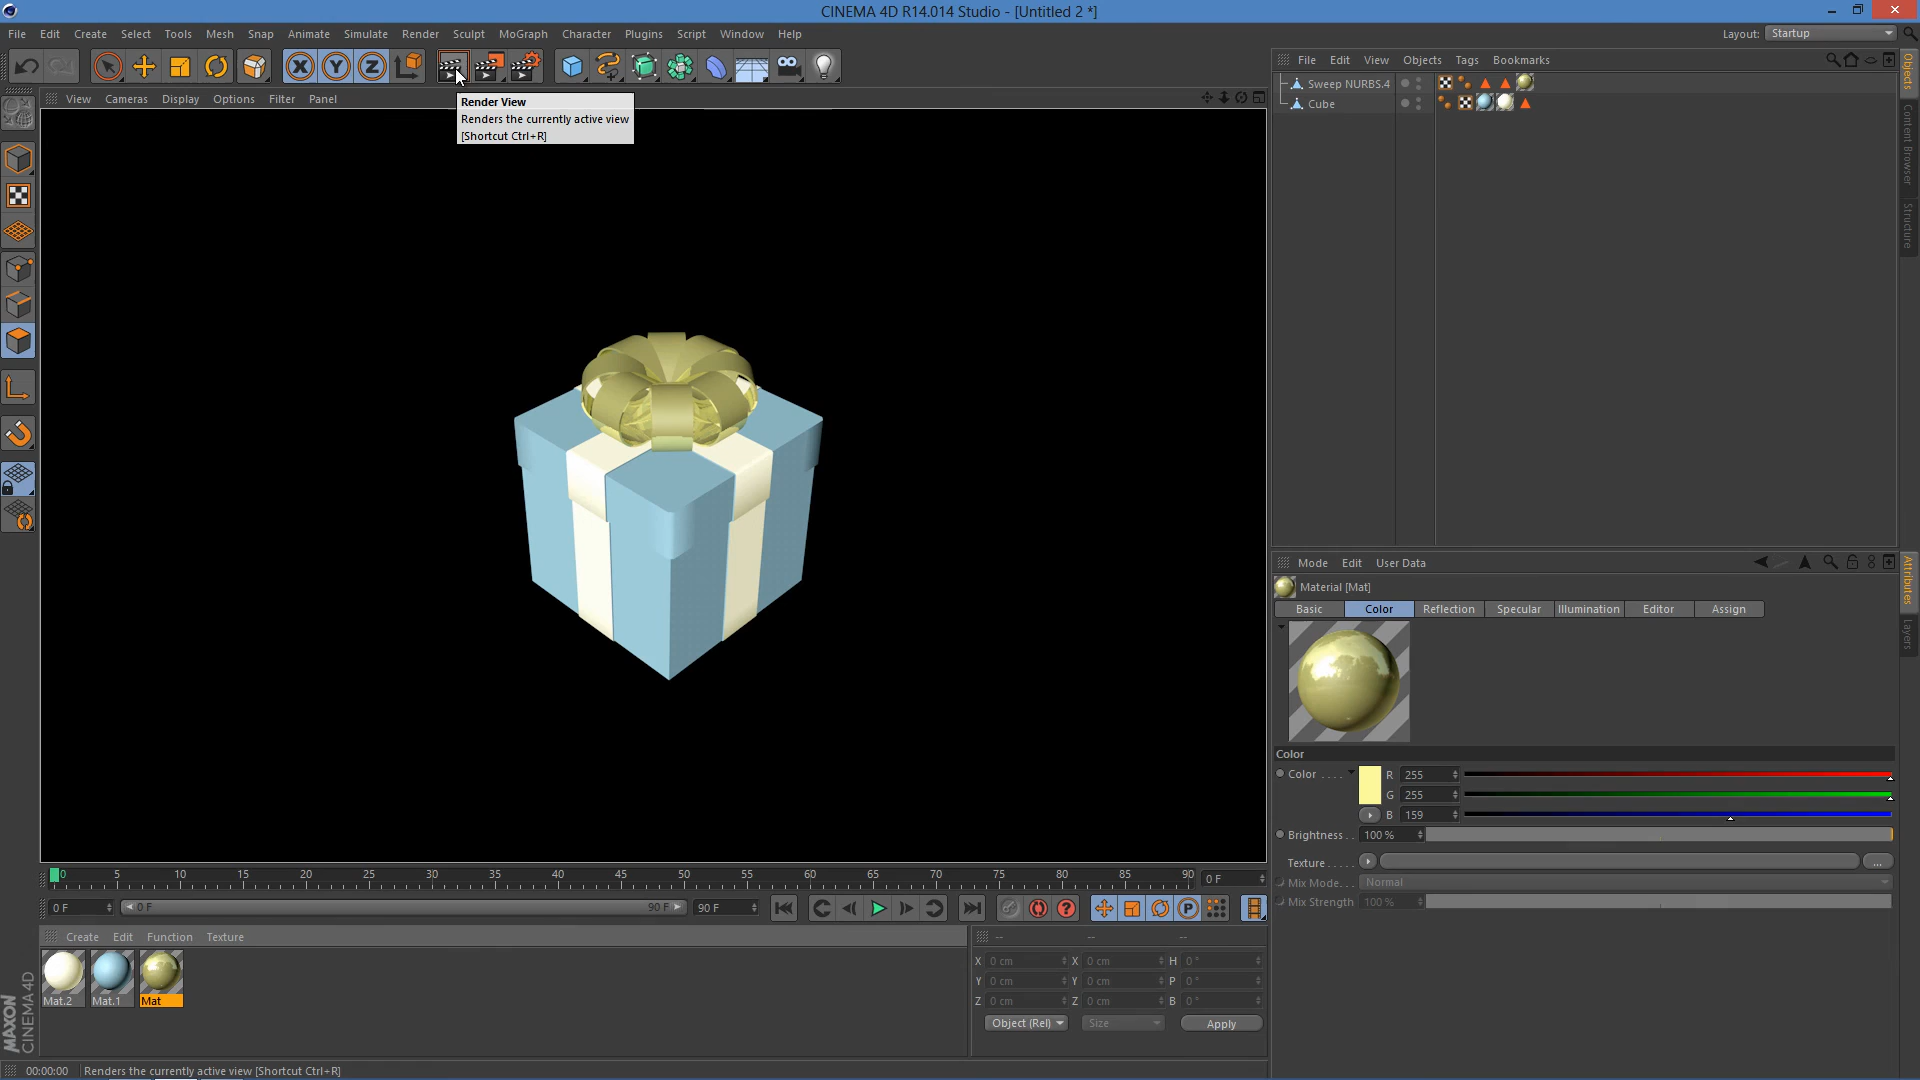 CINEMA 4D R14.014 Studio - [Untitled 2 *]
File Edit Create Select Tools Mesh Snap Animate Simulate Render Sculpt MoGraph Character Plugins Script Window Help
Layout: Startup
View Cameras Display Options Filter Panel
Render View
Renders the currently active view
[Shortcut Ctrl+R]
File Edit View Objects Tags Bookmarks
Sweep NURBS.4
Cube
Objects
Content Browser
Structure
Mode Edit User Data
Material [Mat]
Basic Color Reflection Specular Illumination Editor Assign
Attributes
Layers
Color
Color . . . . R 255
G 255
B 159
Brightness . . 100 %
Texture . . . . . ...
Mix Mode. . . Normal
Mix Strength 100 %
0 5 10 15 20 25 30 35 40 45 50 55 60 65 70 75 80 85 90 0 F
0 F 0 F 90 F 90 F
Create Edit Function Texture
Mat.2 Mat.1 Mat
-- -- --
X 0 cm X 0 cm H 0 °
Y 0 cm Y 0 cm P 0 °
Z 0 cm Z 0 cm B 0 °
Object (Rel) Size Apply
MAXON
CINEMA 4D
00:00:00 Renders the currently active view [Shortcut Ctrl+R]